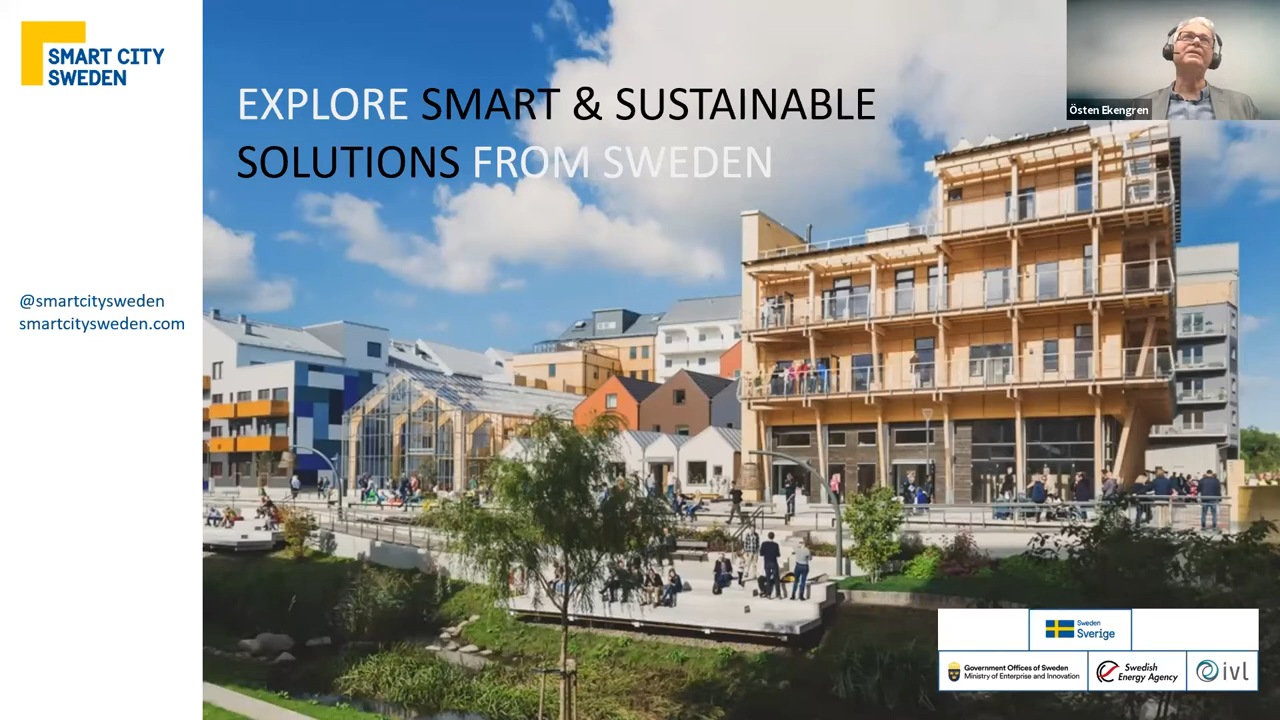 SMART CITY
SWEDEN
EXPLORE SMART & SUSTAINABLE
SOLUTIONS FROM SWEDEN
Östen Ekengren
@smartcitysweden
smartcitysweden.com
Sweden
Sverige
Government Offices of Sweden
Ministry of Enterprise and Innovation
Swedish
Energy Agency
ivl